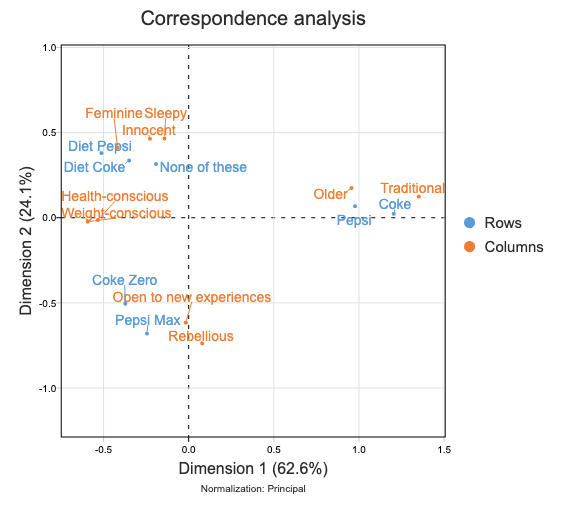 Correspondence analysis
1.0
Feminine Sleepy
0.5
Innocent
Diet Pepsi
Diet Coke
None of these
Health-conscious
Older
Traditional
Weight-conscious
Coke
0.0
Pepsi
Rows
Columns
Dimension 2 (24.1%)
Coke Zero
-0.5
Open to new experiences
Pepsi Max
Rebellious
-1.0
-0.5 0.0 0.5 1.0 1.5
Dimension 1 (62.6%)
Normalization: Principal